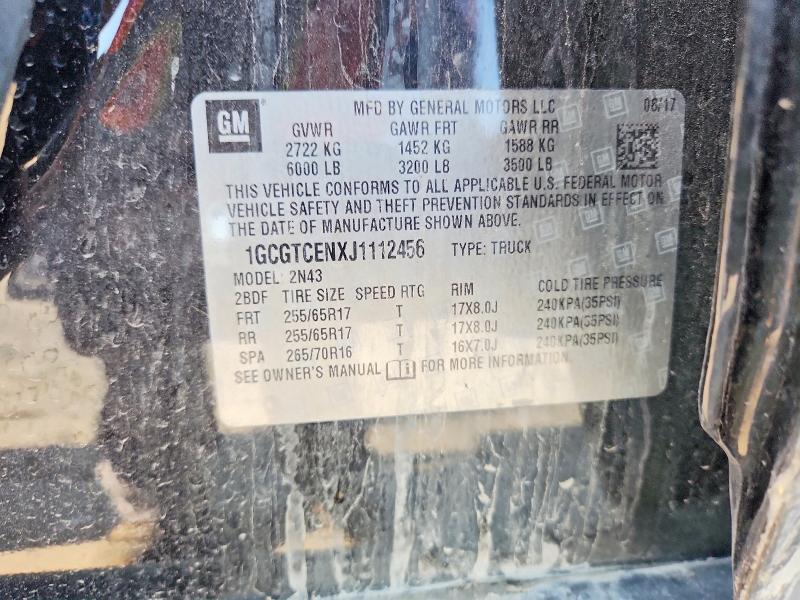 GM MFD BY GENERAL MOTORS LLC 08/17
GVWR GAWR FRT GAWR RR
2722 KG 1452 KG 1588 KG
6000 LB 3200 LB 3500 LB
THIS VEHICLE CONFORMS TO ALL APPLICABLE U.S. FEDERAL MOTOR
VEHICLE SAFETY AND THEFT PREVENTION STANDARDS IN EFFECT ON
THE DATE OF MANUFACTURE SHOWN ABOVE.
1GCGTCENXJ1112456 TYPE: TRUCK
MODEL: 2N43
2BDF TIRE SIZE SPEED RTG RIM COLD TIRE PRESSURE
FRT 255/65R17 T 17X8.0J 240KPA(35PSI)
RR 255/65R17 T 17X8.0J 240KPA(35PSI)
SPA 265/70R16 T 16X7.0J 240KPA(35PSI)
SEE OWNER'S MANUAL FOR MORE INFORMATION.